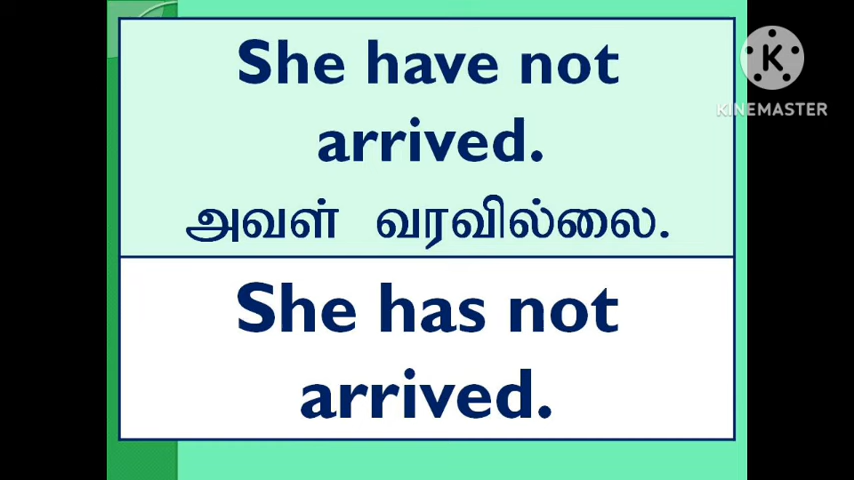 She have not
arrived.
அவள் வரவில்லை.
She has not
arrived.
K
KINEMASTER